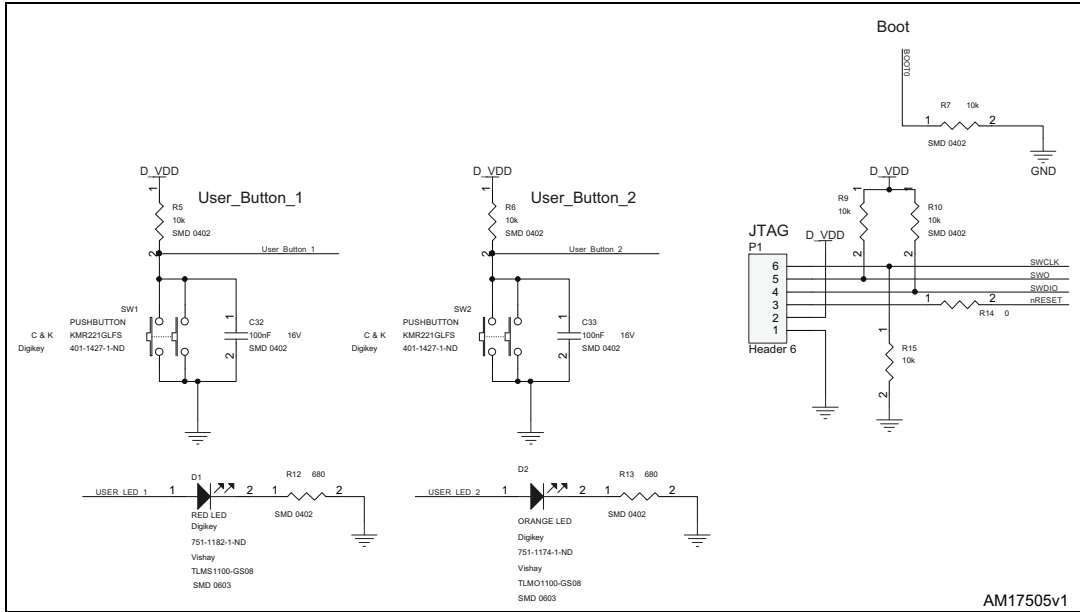 Boot
BOOT0
R7 10k
1 2
SMD 0402
GND
D_VDD
1
R5
10k
SMD 0402
2
User_Button_1
User_Button_1
SW1
PUSHBUTTON
C & K KMR221GLFS
Digikey 401-1427-1-ND
1
C32
100nF 16V
2 SMD 0402
D_VDD
1
R6
10k
SMD 0402
2
User_Button_2
User_Button_2
SW2
PUSHBUTTON
C & K KMR221GLFS
Digikey 401-1427-1-ND
1
C33
100nF 16V
2 SMD 0402
D_VDD
1 1
R9
10k
2
R10
10k
SMD 0402
2
JTAG
P1
D_VDD
6
5
4
3
2
1
Header 6
SWCLK
SWO
SWDIO
nRESET
1 2
R14 0
1
R15
10k
2
USER_LED_1
D1
1 2
RED LED
Digikey
751-1182-1-ND
Vishay
TLMS1100-GS08
SMD 0603
R12 680
1 2
SMD 0402
USER_LED_2
D2
1 2
ORANGE LED
Digikey
751-1174-1-ND
Vishay
TLMO1100-GS08
SMD 0603
R13 680
1 2
SMD 0402
AM17505v1